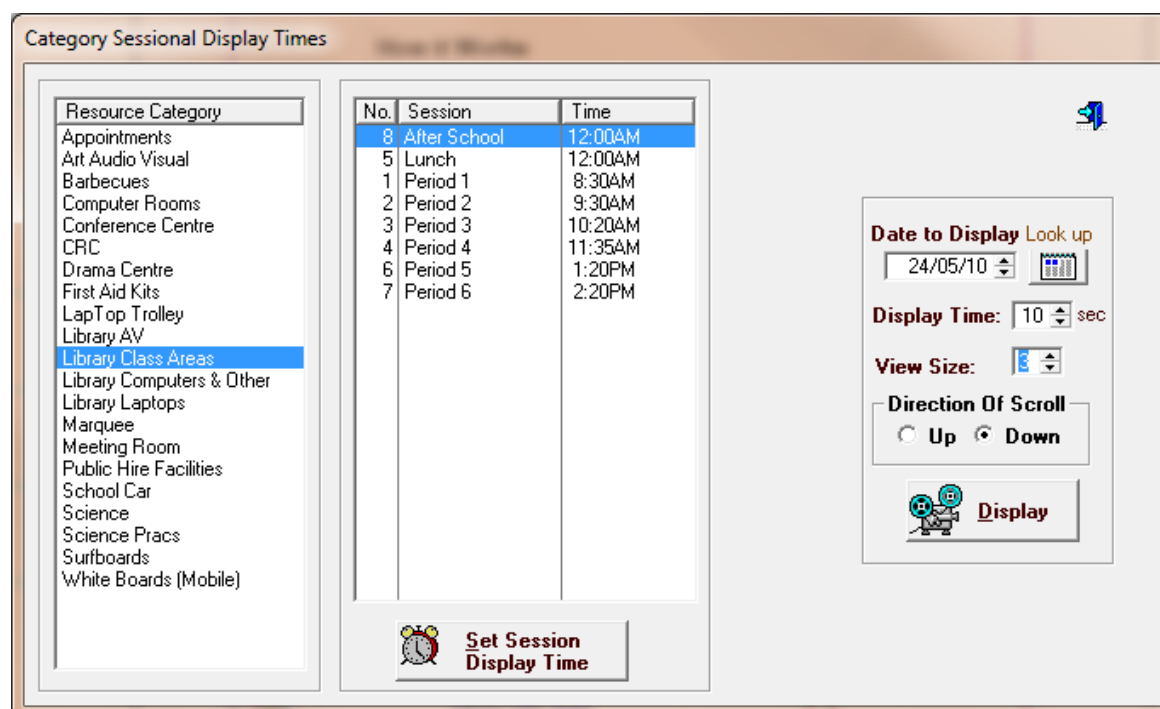 Category Sessional Display Times
How it Works
Resource Category
Appointments
Art Audio Visual
Barbecues
Computer Rooms
Conference Centre
CRC
Drama Centre
First Aid Kits
LapTop Trolley
Library AV
Library Class Areas
Library Computers & Other
Library Laptops
Marquee
Meeting Room
Public Hire Facilities
School Car
Science
Science Pracs
Surfboards
White Boards (Mobile)
No. Session Time
8 After School 12:00AM
5 Lunch 12:00AM
1 Period 1 8:30AM
2 Period 2 9:30AM
3 Period 3 10:20AM
4 Period 4 11:35AM
6 Period 5 1:20PM
7 Period 6 2:20PM
Set Session
Display Time
Date to Display Look up
24/05/10
Display Time: 10 sec
View Size: 3
Direction Of Scroll
Up Down
Display